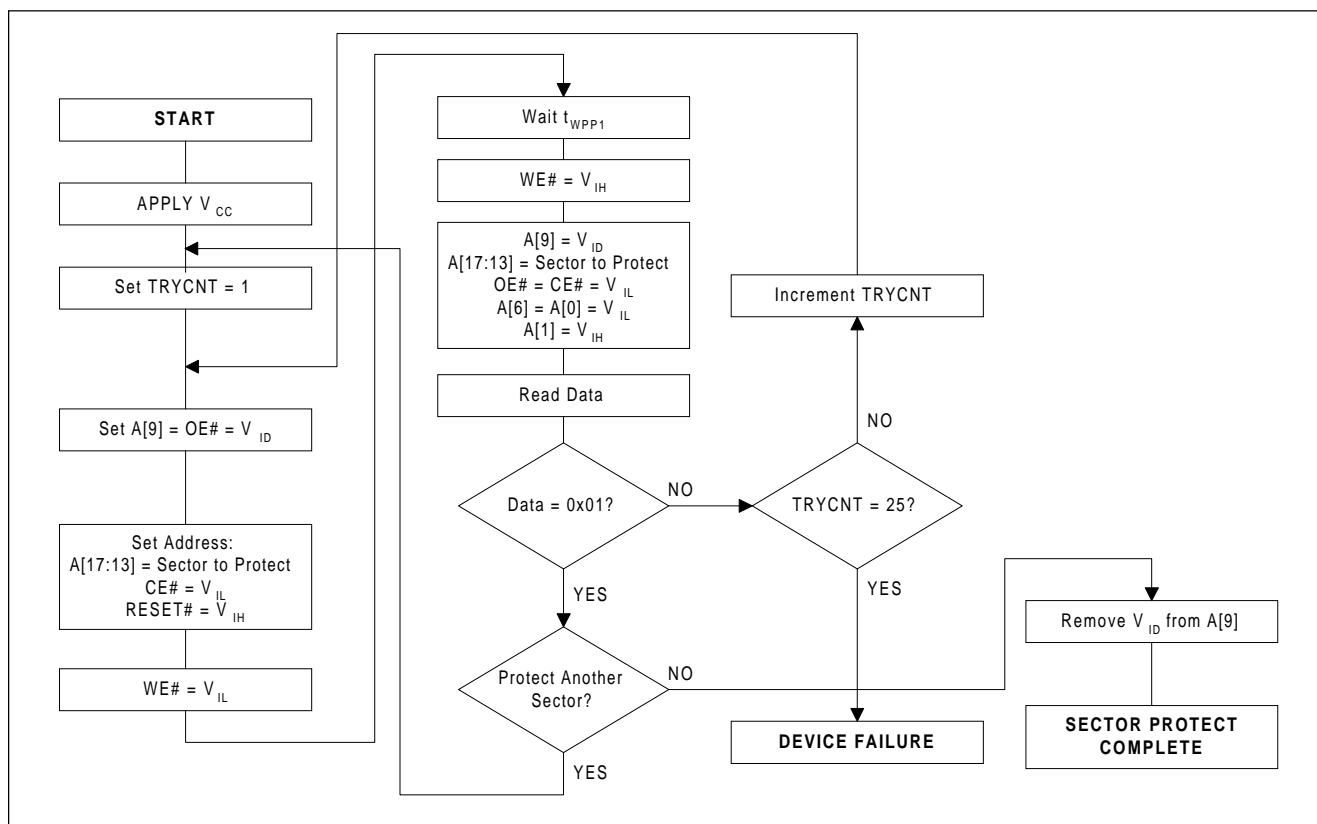 START
APPLY V CC
Set TRYCNT = 1
Set A[9] = OE# = V ID
Set Address:
A[17:13] = Sector to Protect
CE# = V IL
RESET# = V IH
WE# = V IL
Wait t WPP1
WE# = V IH
A[9] = V ID
A[17:13] = Sector to Protect
OE# = CE# = V IL
A[6] = A[0] = V IL
A[1] = V IH
Read Data
Data = 0x01?
NO
YES
Protect Another
Sector?
NO
YES
Increment TRYCNT
NO
TRYCNT = 25?
YES
DEVICE FAILURE
Remove V ID from A[9]
SECTOR PROTECT
COMPLETE